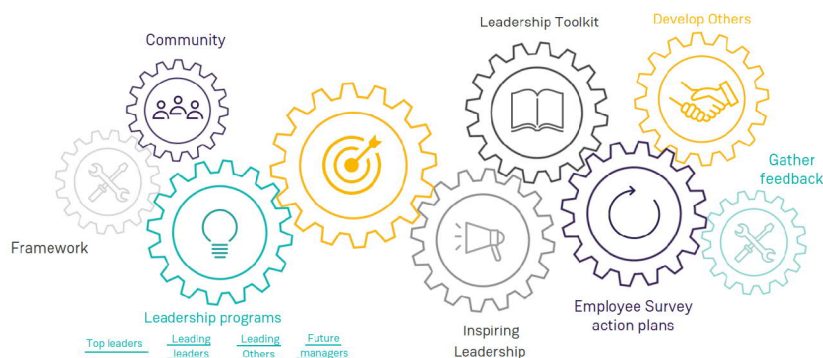 Leadership Toolkit
Develop Others
Community
Gather
feedback
Framework
Leadership programs
Employee Survey
action plans
Inspiring
Leadership
Top leaders
Leading
leaders
Leading
Others
Future
managers